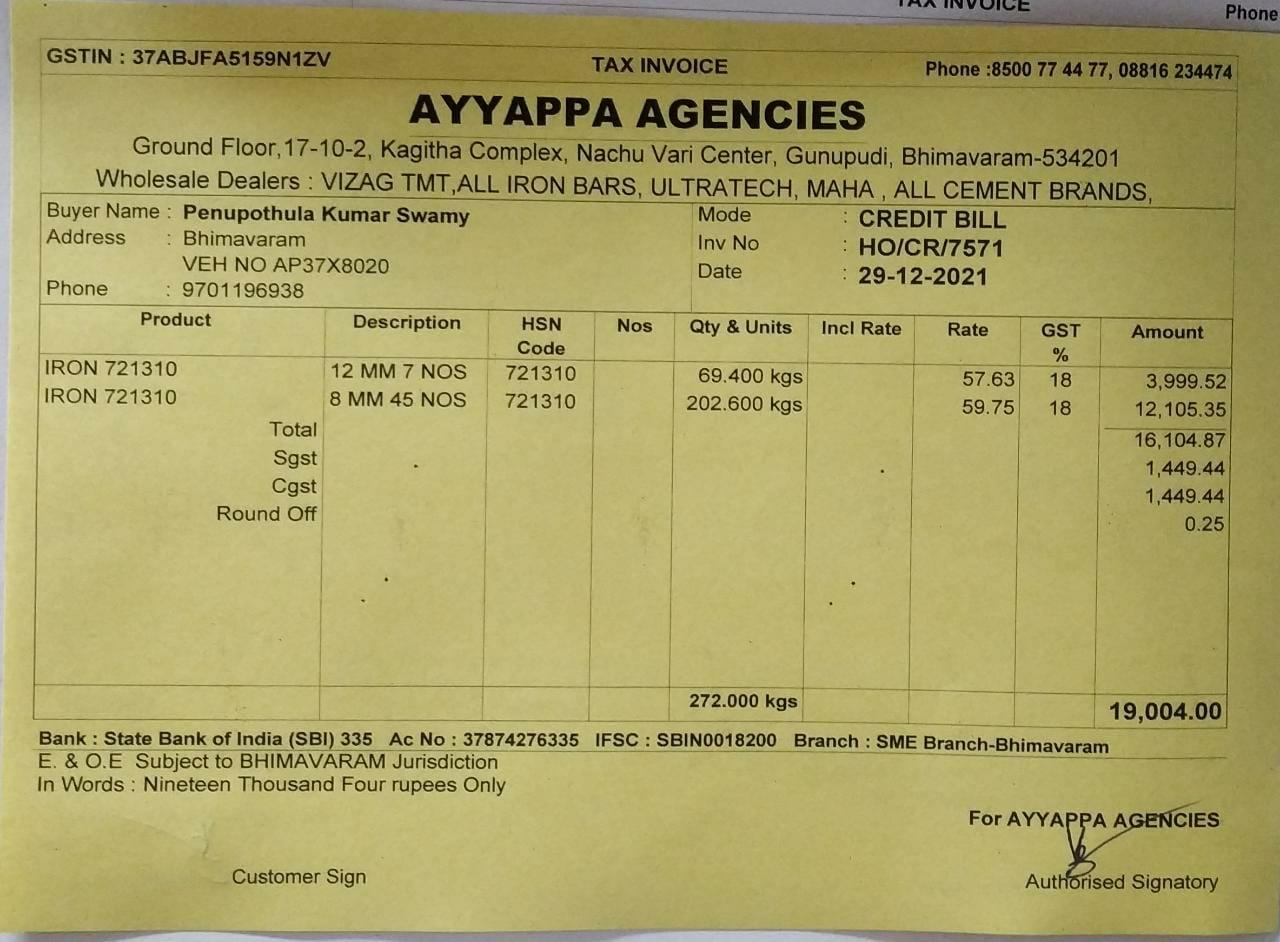 TAX INVOICE
Phone
GSTIN : 37ABJFA5159N1ZV TAX INVOICE Phone :8500 77 44 77, 08816 234474
AYYAPPA AGENCIES
Ground Floor,17-10-2, Kagitha Complex, Nachu Vari Center, Gunupudi, Bhimavaram-534201
Wholesale Dealers : VIZAG TMT,ALL IRON BARS, ULTRATECH, MAHA , ALL CEMENT BRANDS,
Buyer Name : Penupothula Kumar Swamy Mode : CREDIT BILL
Address : Bhimavaram Inv No : HO/CR/7571
VEH NO AP37X8020 Date : 29-12-2021
Phone : 9701196938
Product Description HSN Code Nos Qty & Units Incl Rate Rate GST % Amount
IRON 721310 12 MM 7 NOS 721310 69.400 kgs 57.63 18 3,999.52
IRON 721310 8 MM 45 NOS 721310 202.600 kgs 59.75 18 12,105.35
Total 16,104.87
Sgst 1,449.44
Cgst 1,449.44
Round Off 0.25
272.000 kgs 19,004.00
Bank : State Bank of India (SBI) 335 Ac No : 37874276335 IFSC : SBIN0018200 Branch : SME Branch-Bhimavaram
E. & O.E Subject to BHIMAVARAM Jurisdiction
In Words : Nineteen Thousand Four rupees Only
For AYYAPPA AGENCIES
Customer Sign Authorised Signatory